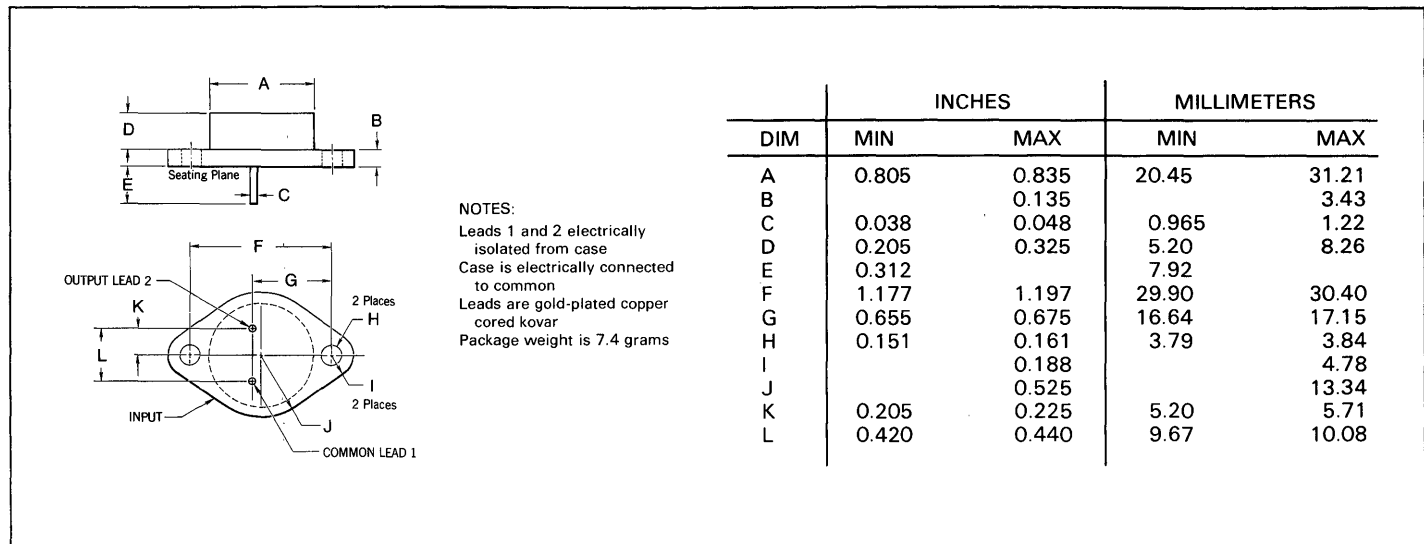 A
B
D
Seating Plane
E
C
F
OUTPUT LEAD 2
G
K
2 Places
H
L
I
2 Places
INPUT
J
COMMON LEAD 1
NOTES:
Leads 1 and 2 electrically
isolated from case
Case is electrically connected
to common
Leads are gold-plated copper
cored kovar
Package weight is 7.4 grams
INCHES MILLIMETERS
DIM MIN MAX MIN MAX
A 0.805 0.835 20.45 31.21
B 0.135 3.43
C 0.038 0.048 0.965 1.22
D 0.205 0.325 5.20 8.26
E 0.312 7.92
F 1.177 1.197 29.90 30.40
G 0.655 0.675 16.64 17.15
H 0.151 0.161 3.79 3.84
I 0.188 4.78
J 0.525 13.34
K 0.205 0.225 5.20 5.71
L 0.420 0.440 9.67 10.08